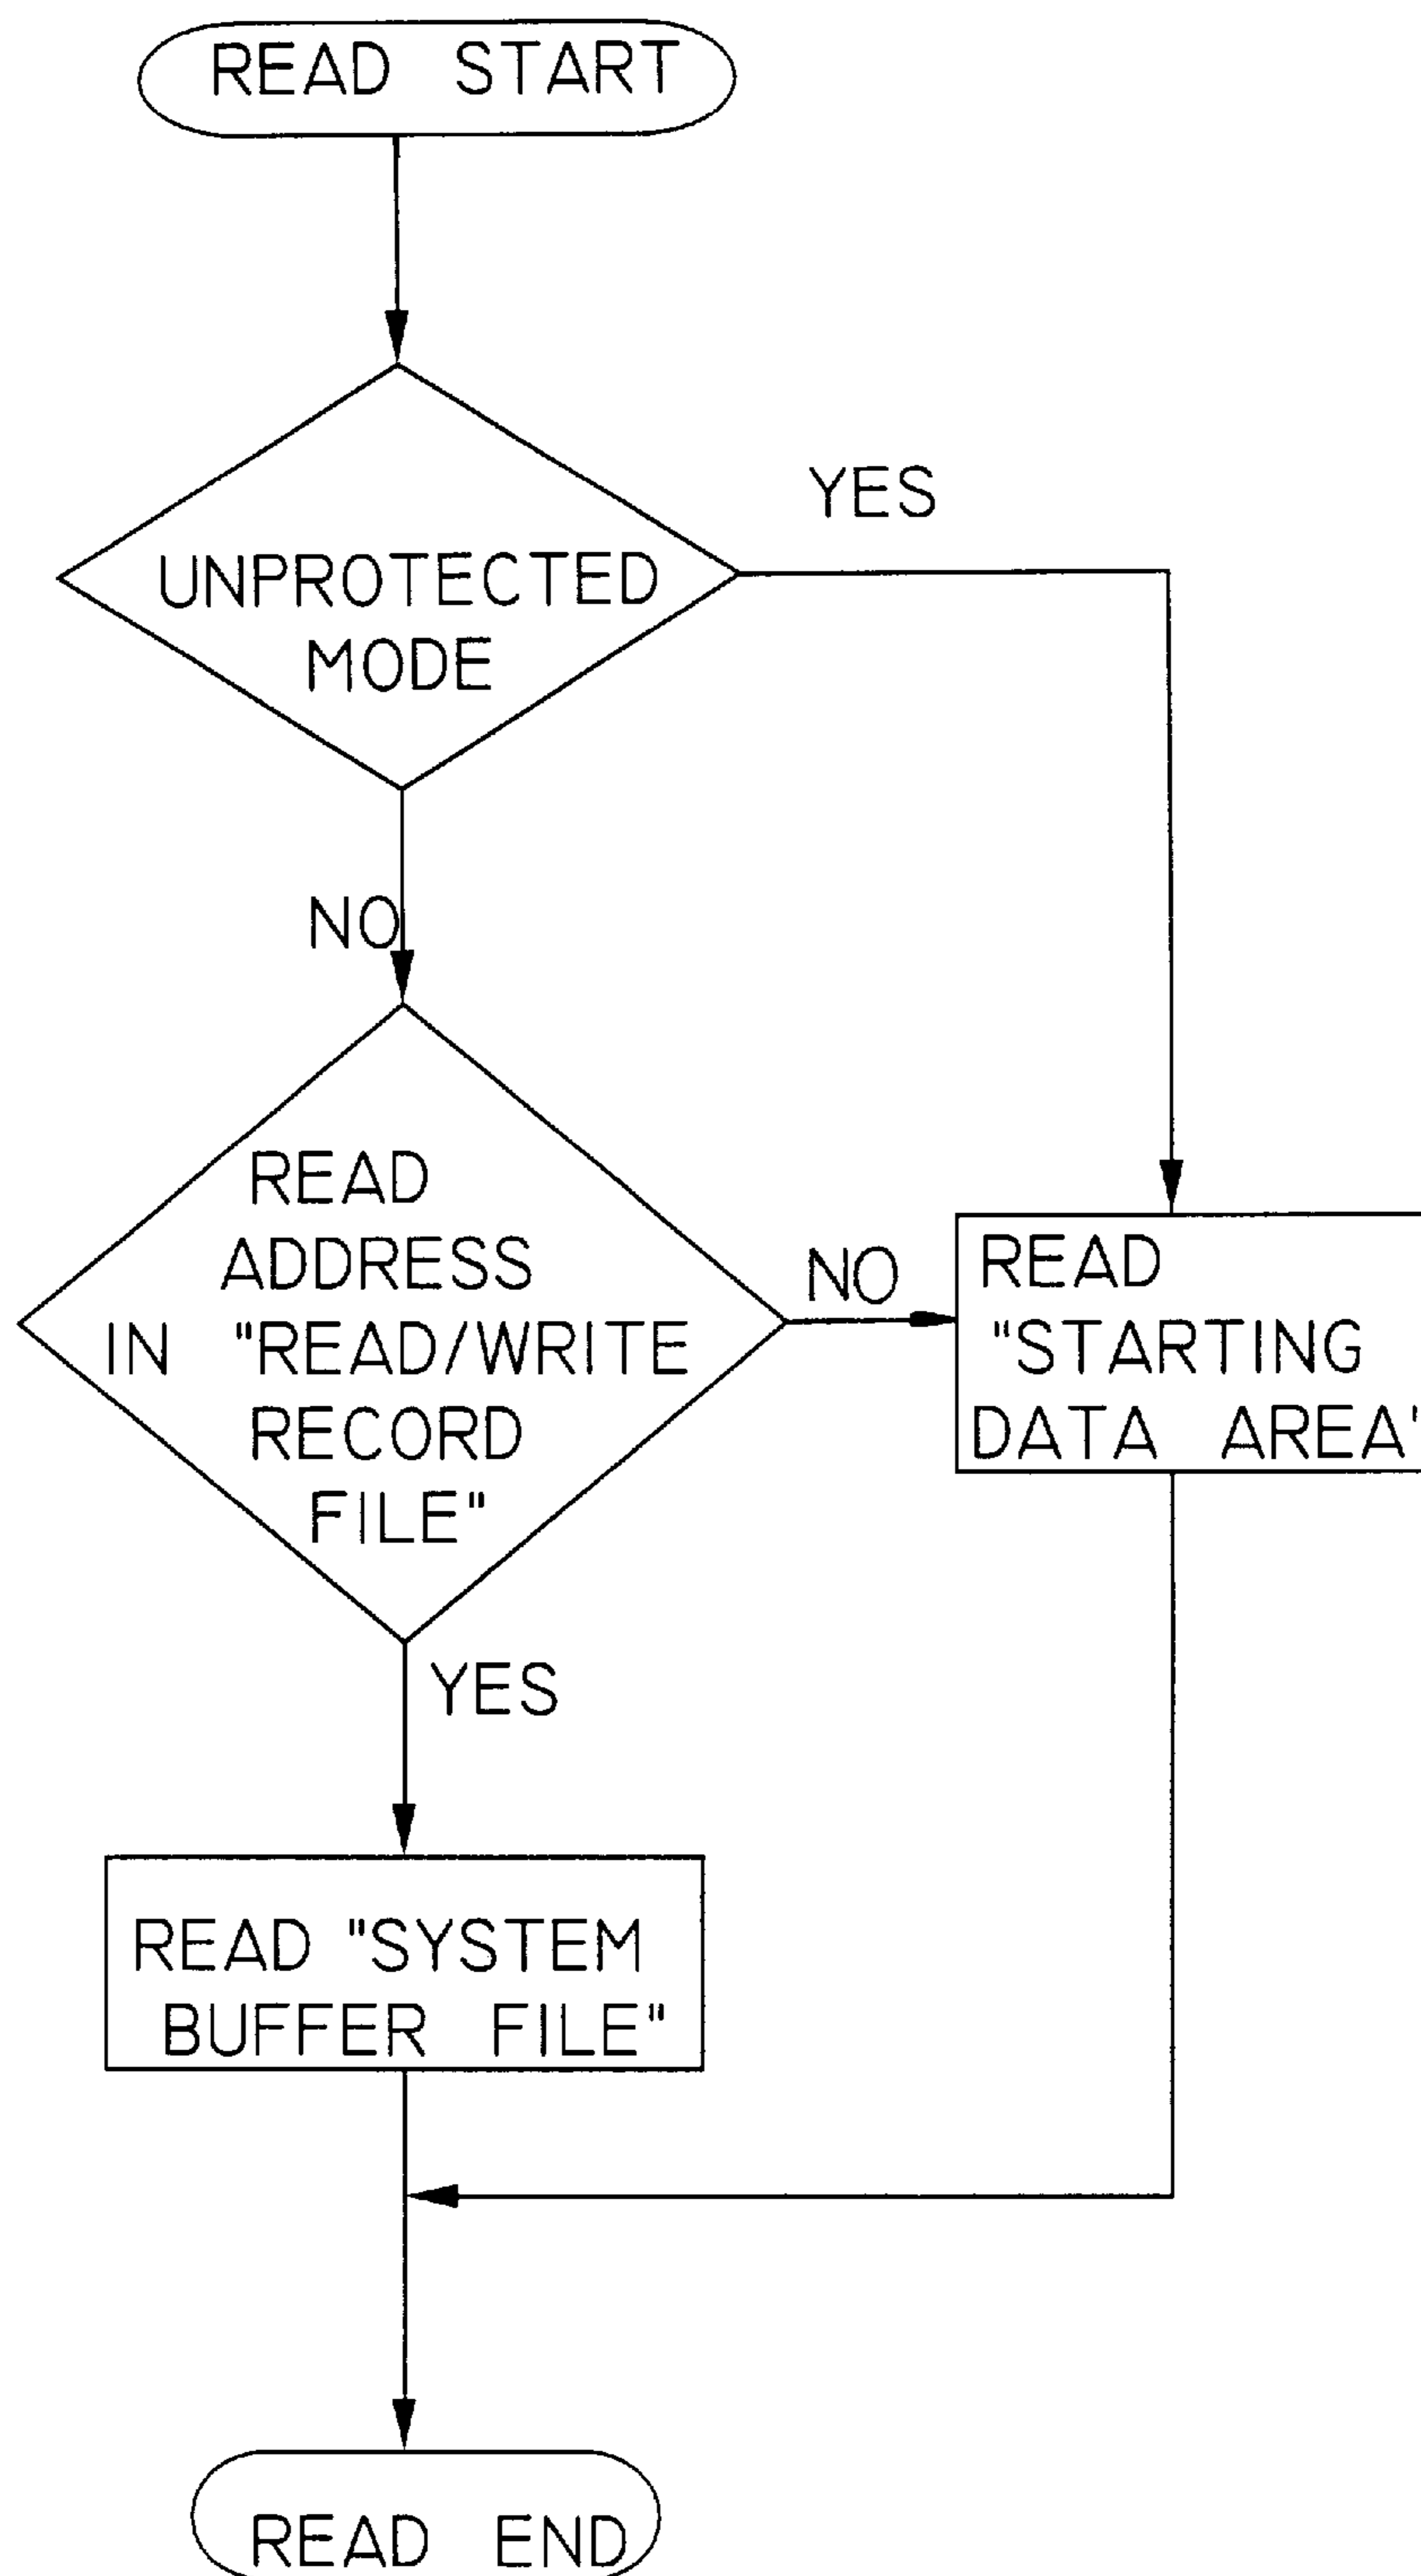 READ START
YES
UNPROTECTED
MODE
NO
READ
ADDRESS
IN "READ/WRITE
RECORD
FILE"
NO
READ
"STARTING
DATA AREA"
YES
READ "SYSTEM
BUFFER FILE"
READ END